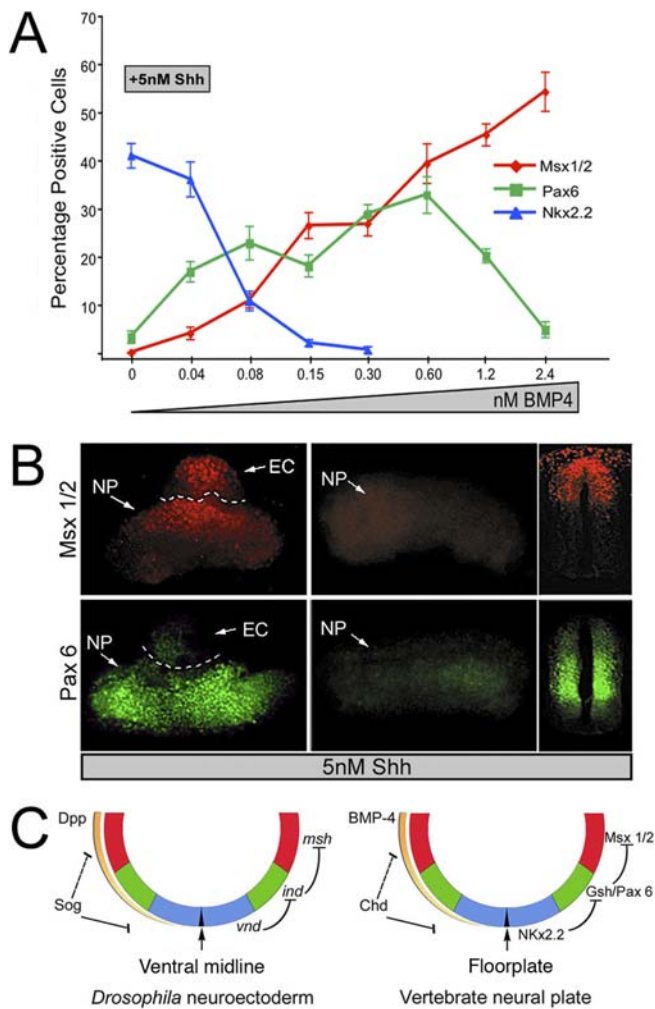 A
Percentage Positive Cells
70
60
50
40
30
20
10
+5nM Shh
Msx1/2
Pax6
Nkx2.2
0 0.04 0.08 0.15 0.30 0.60 1.2 2.4
nM BMP4
B
Msx 1/2
NP
EC
NP
Pax 6
NP
EC
NP
5nM Shh
C
Dpp
Sog
msh
ind
vnd
Ventral midline
Drosophila neuroectoderm
BMP-4
Chd
Msx 1/2
Gsh/Pax 6
NKx2.2
Floorplate
Vertebrate neural plate